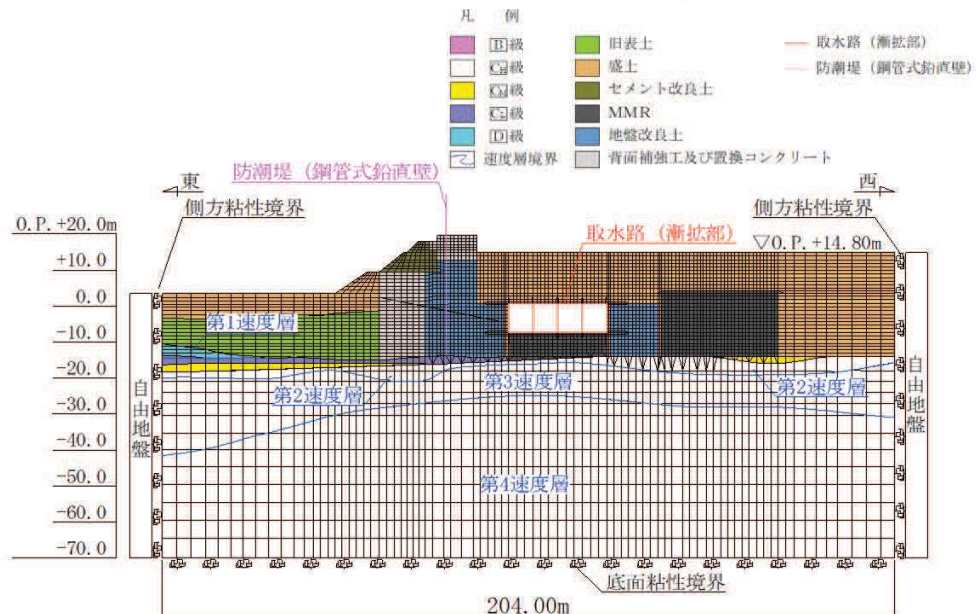 凡 例
B級
CH級
CM級
CL級
D級
速度層境界
旧表土
盛土
セメント改良土
MMR
地盤改良土
背面補強工及び置換コンクリート
取水路（漸拡部）
防潮堤（鋼管式鉛直壁）
防潮堤（鋼管式鉛直壁）
東
西
側方粘性境界
側方粘性境界
取水路（漸拡部）
▽O.P.+14.80m
O.P.+20.0m
+10.0
0.0
-10.0
-20.0
-30.0
-40.0
-50.0
-60.0
-70.0
第1速度層
第2速度層
第3速度層
第2速度層
第4速度層
自由地盤
自由地盤
底面粘性境界
204.00m